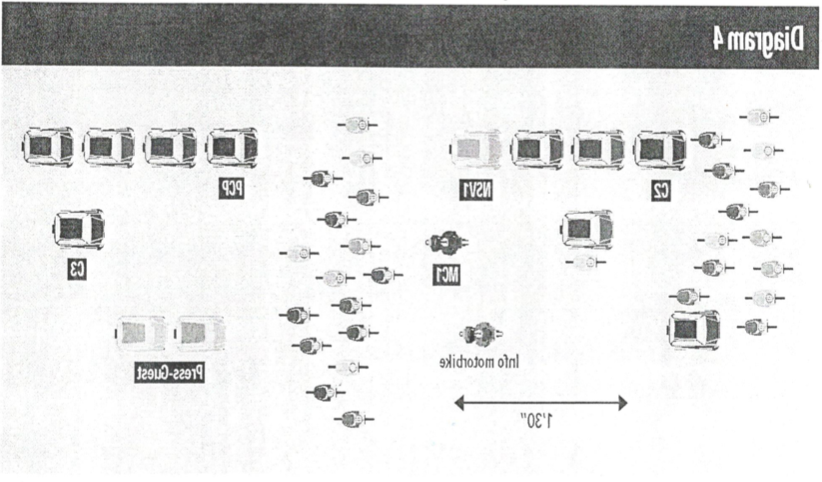 Diagram 4
C2
NSV1
PCP
MC1
C3
Info motorbike
Press-Guest
1'30"